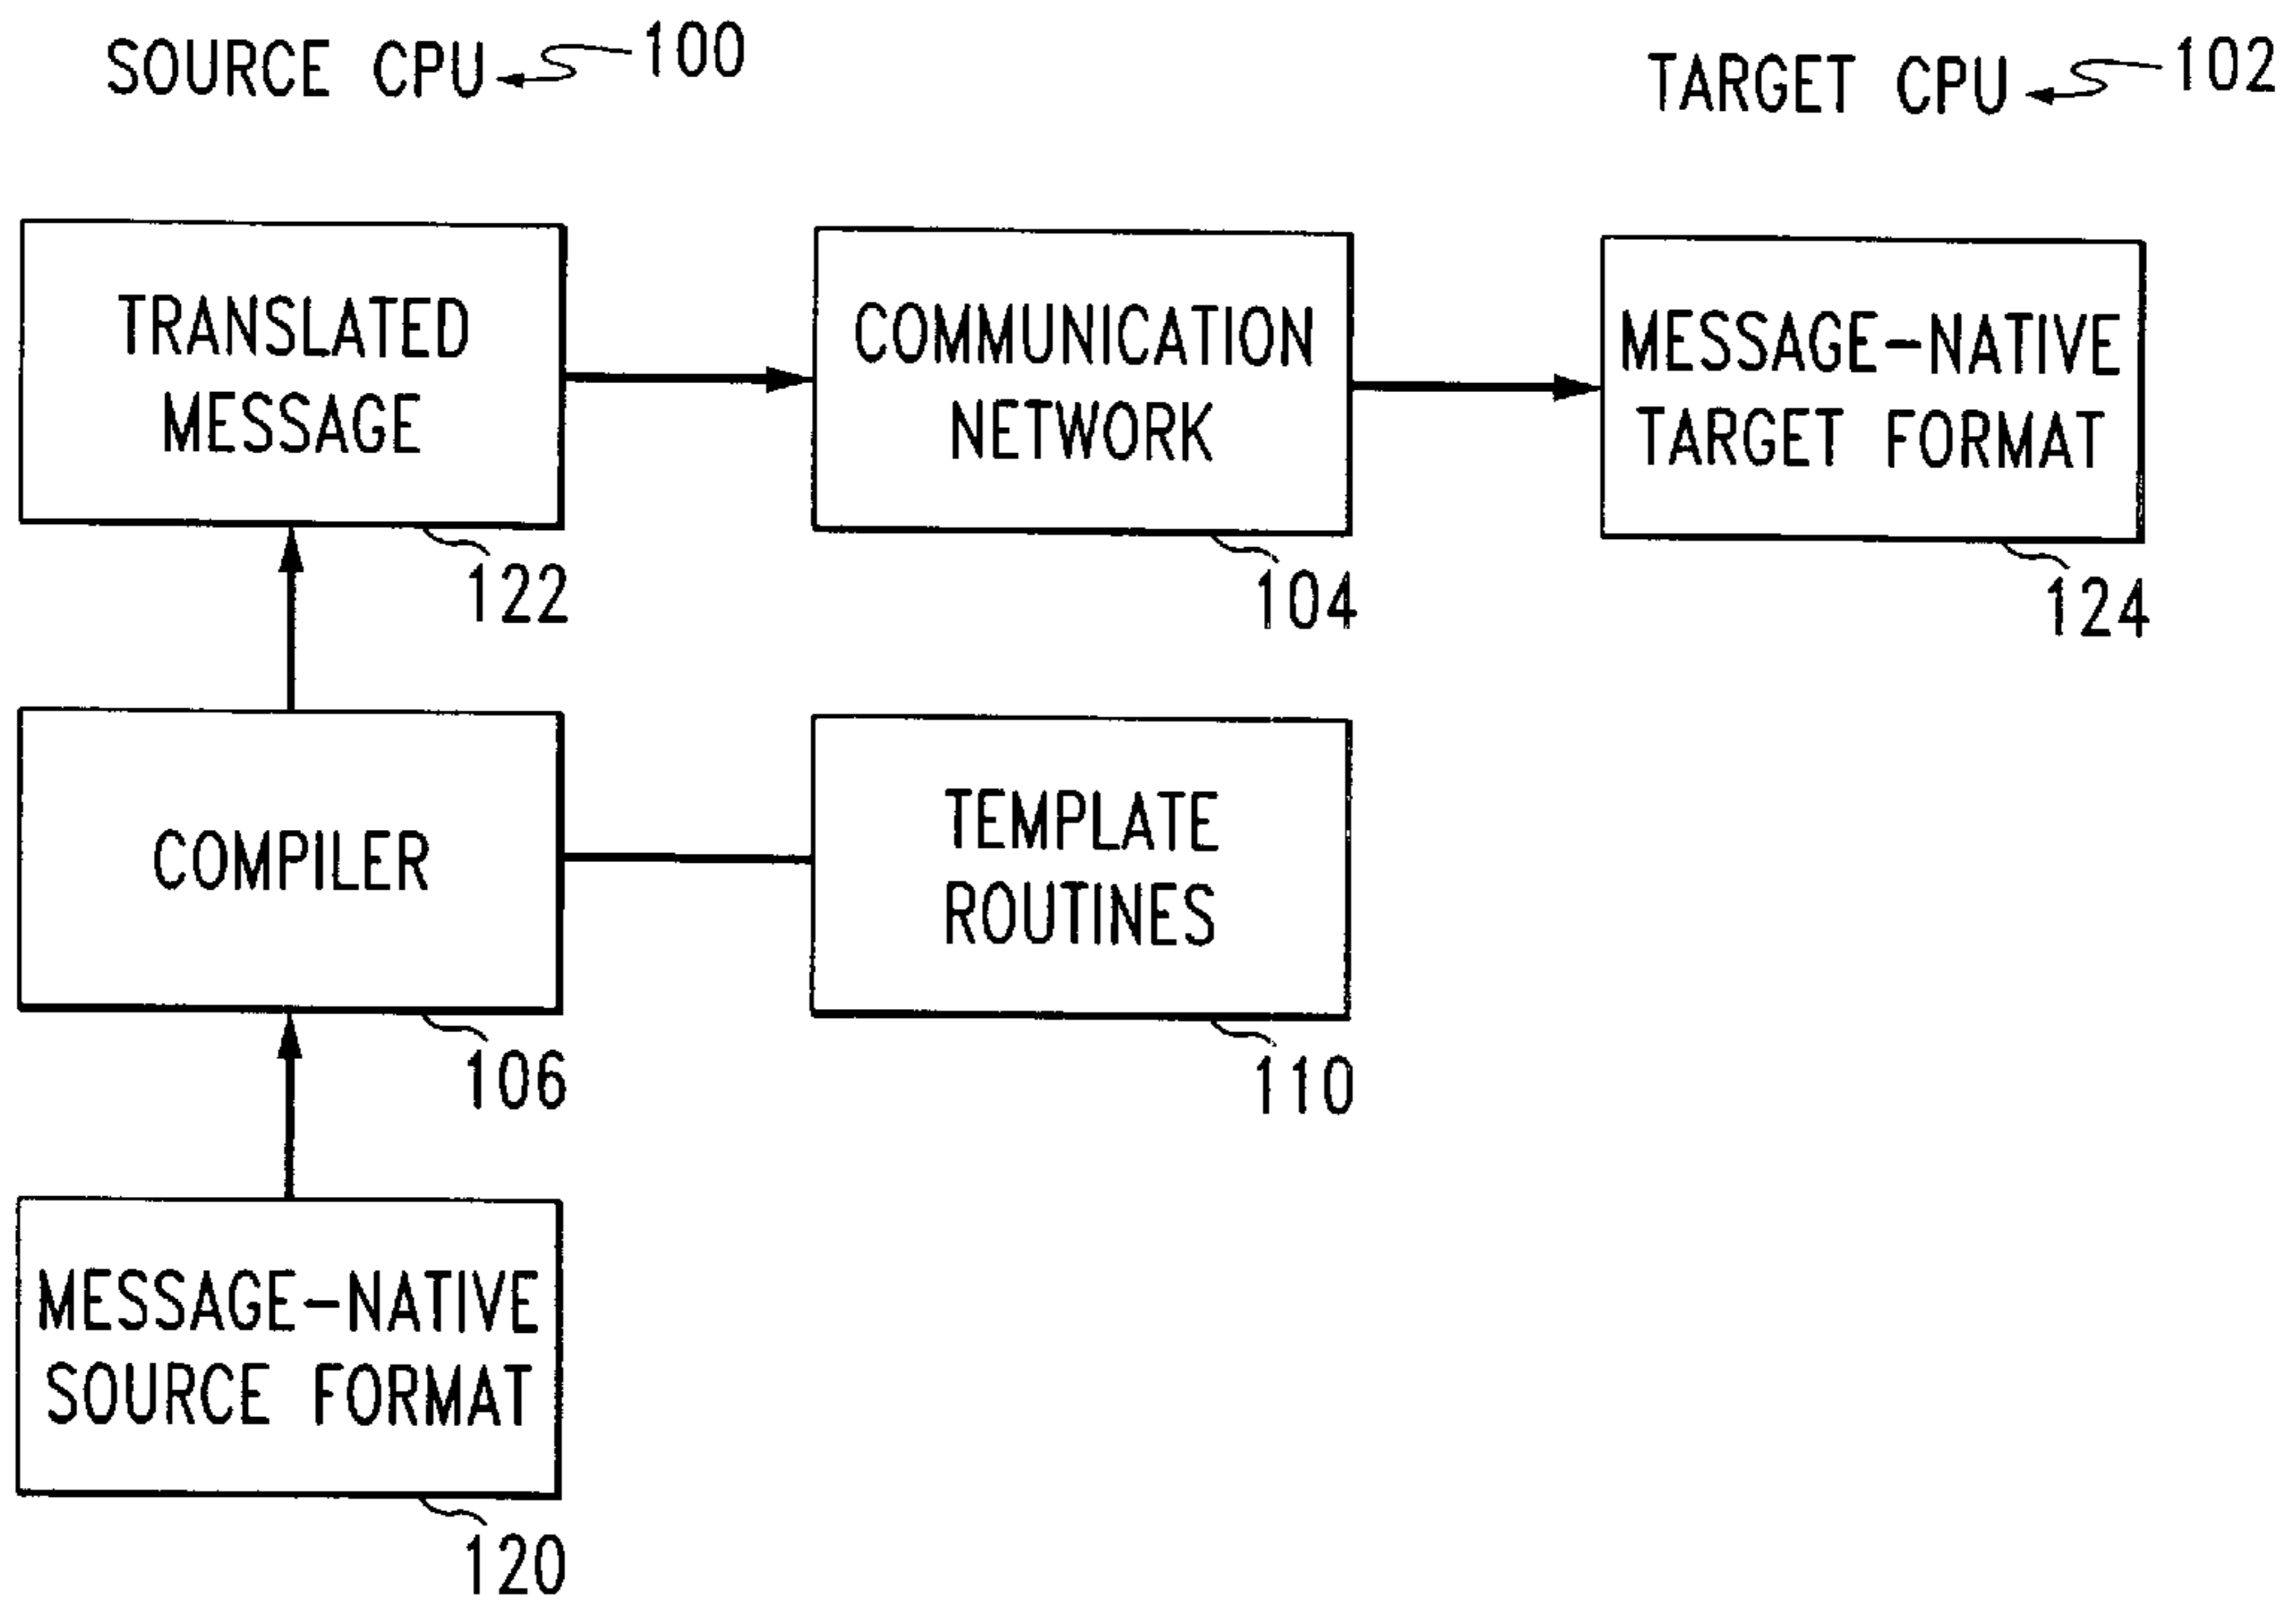 SOURCE CPU 100
TARGET CPU 102
TRANSLATED
MESSAGE
122
COMMUNICATION
NETWORK
104
MESSAGE-NATIVE
TARGET FORMAT
124
COMPILER
106
TEMPLATE
ROUTINES
110
MESSAGE-NATIVE
SOURCE FORMAT
120